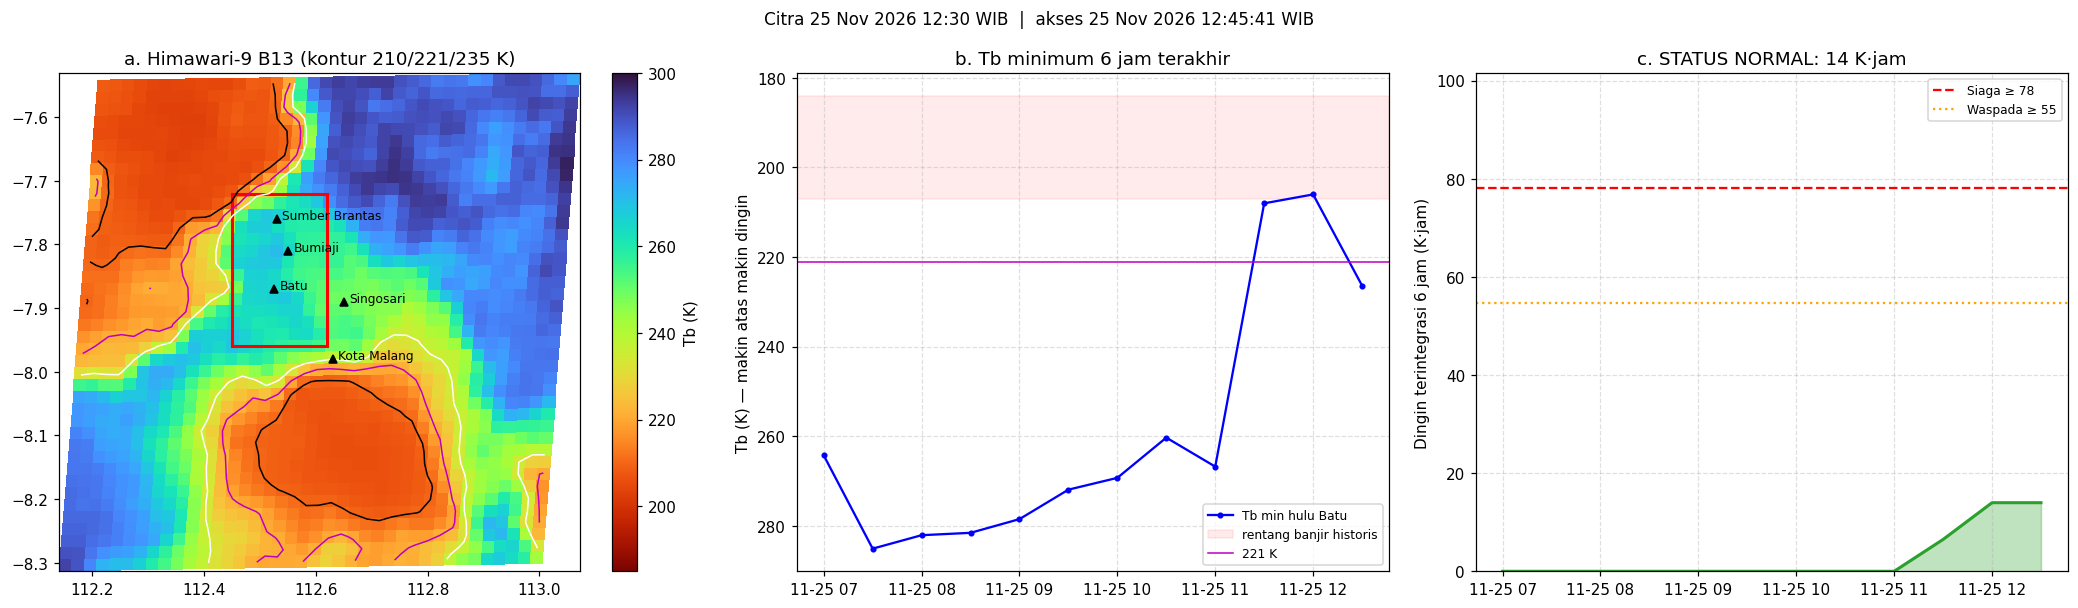 Citra 25 Nov 2026 12:30 WIB | akses 25 Nov 2026 12:45:41 WIB
a. Himawari-9 B13 (kontur 210/221/235 K)
−7.6
−7.7
−7.8
−7.9
−8.0
−8.1
−8.2
−8.3
112.2
112.4
112.6
112.8
113.0
Sumber Brantas
Bumiaji
Batu
Singosari
Kota Malang
300
280
260
240
220
200
Tb (K)
b. Tb minimum 6 jam terakhir
Tb (K) — makin atas makin dingin
180
200
220
240
260
280
11-25 07
11-25 08
11-25 09
11-25 10
11-25 11
11-25 12
Tb min hulu Batu
rentang banjir historis
221 K
c. STATUS NORMAL: 14 K·jam
Dingin terintegrasi 6 jam (K·jam)
100
80
60
40
20
0
11-25 07
11-25 08
11-25 09
11-25 10
11-25 11
11-25 12
Siaga ≥ 78
Waspada ≥ 55